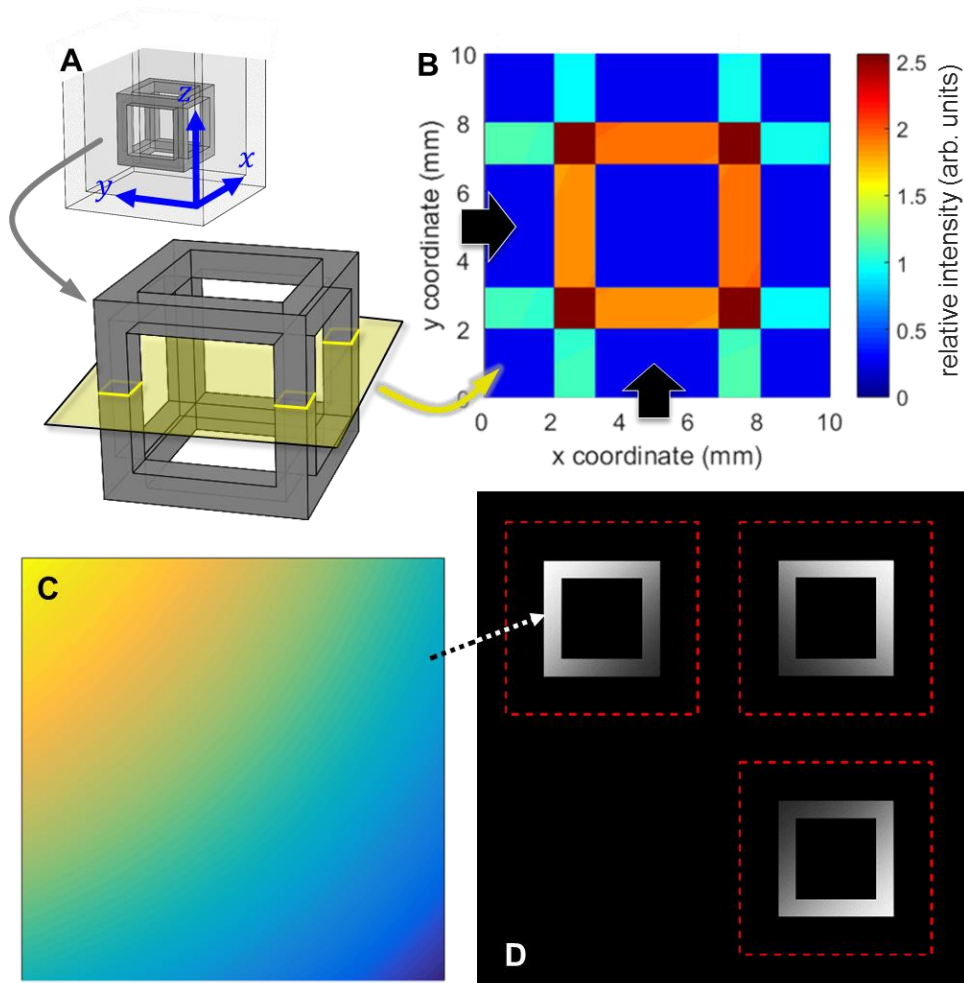 A
z
x
y
B
10
8
6
4
2
0
0
2
4
6
8
10
x coordinate (mm)
y coordinate (mm)
2.5
2
1.5
1
0.5
0
relative intensity (arb. units)
C
D